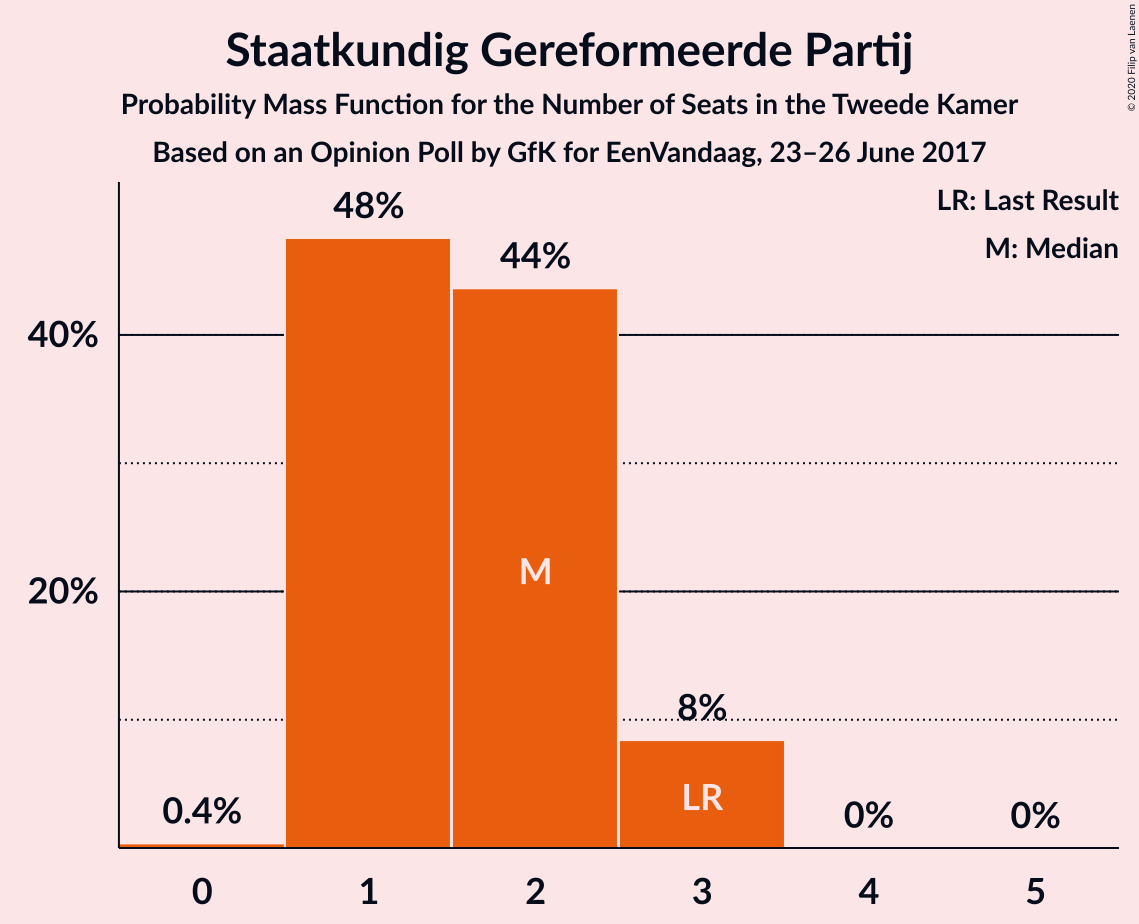 Staatkundig Gereformeerde Partij
Probability Mass Function for the Number of Seats in the Tweede Kamer
Based on an Opinion Poll by GfK for EenVandaag, 23–26 June 2017
© 2020 Filip van Laenen
LR: Last Result
M: Median
48%
44%
40%
M
20%
8%
LR
0.4%
0%
0%
0 1 2 3 4 5